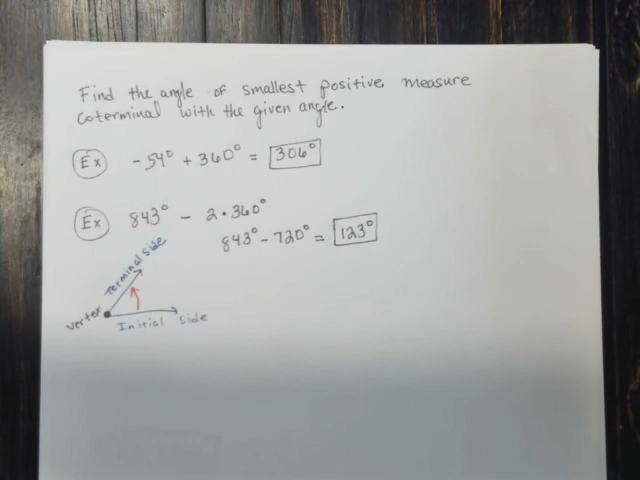 Find the angle of smallest positive measure
coterminal with the given angle.
Ex -54° + 360° = 306°
Ex 843° - 2·360°
843° - 720° = 123°
Terminal side
Vertex
Initial side